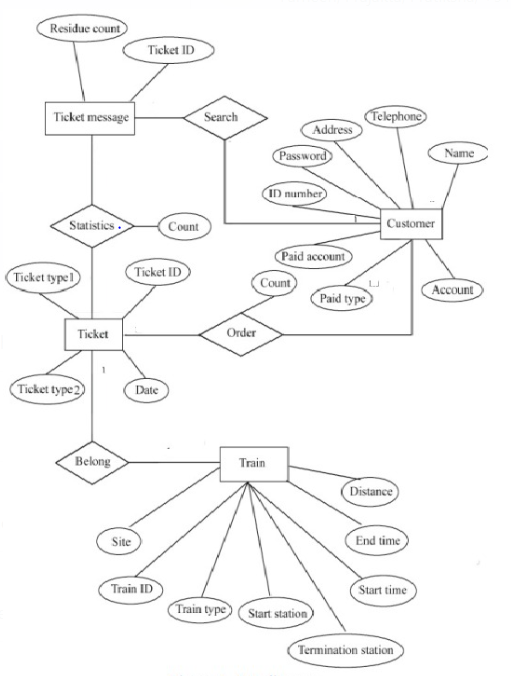 Residue count
Ticket ID
Ticket message
Search
Telephone
Address
Name
Password
ID number
Customer
Statistics
Count
Paid account
Ticket type1
Ticket ID
Count
Paid type
Account
Ticket
Order
1
Ticket type2
Date
Belong
Train
Distance
Site
End time
Train ID
Start time
Train type
Start station
Termination station